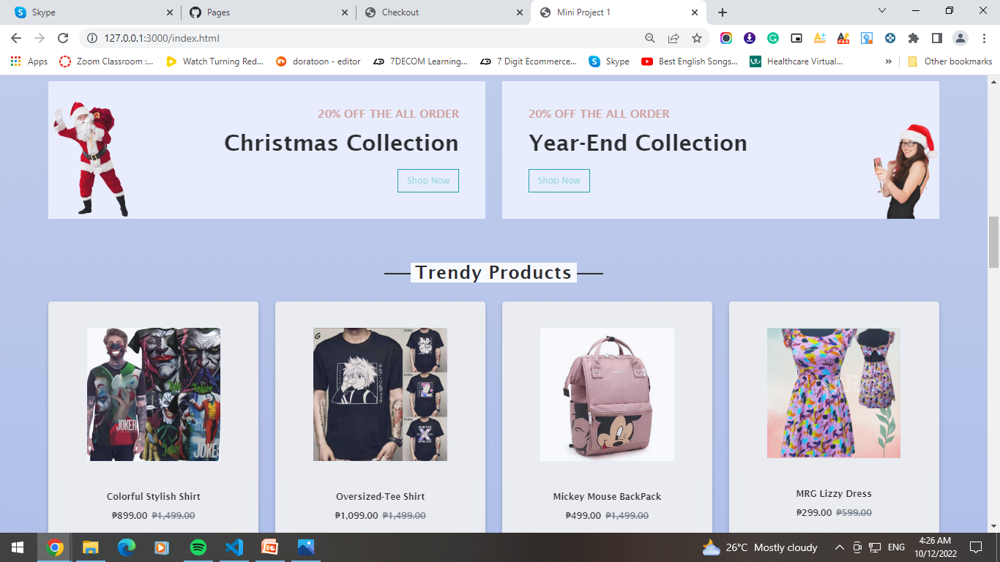 Skype
Pages
Checkout
Mini Project 1
127.0.0.1:3000/index.html
Apps
Zoom Classroom :...
Watch Turning Red...
doratoon - editor
7DECOM Learning...
7 Digit Ecommerce...
Skype
Best English Songs...
Healthcare Virtual...
»
Other bookmarks
20% OFF THE ALL ORDER
Christmas Collection
Shop Now
20% OFF THE ALL ORDER
Year-End Collection
Shop Now
Trendy Products
JOKER
JOKE
G
HUNTER
X
Colorful Stylish Shirt
₱899.00 ₱1,499.00
Oversized-Tee Shirt
₱1,099.00 ₱1,499.00
Mickey Mouse BackPack
₱499.00 ₱1,499.00
MRG Lizzy Dress
₱299.00 ₱599.00
26°C Mostly cloudy
ENG
4:26 AM
10/12/2022